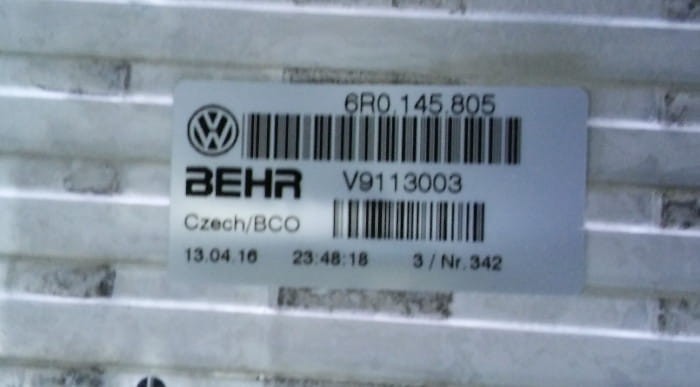 6R0.145.805
BEHR V9113003
Czech/BCO
13.04.16 23:48:18 3 / Nr. 342